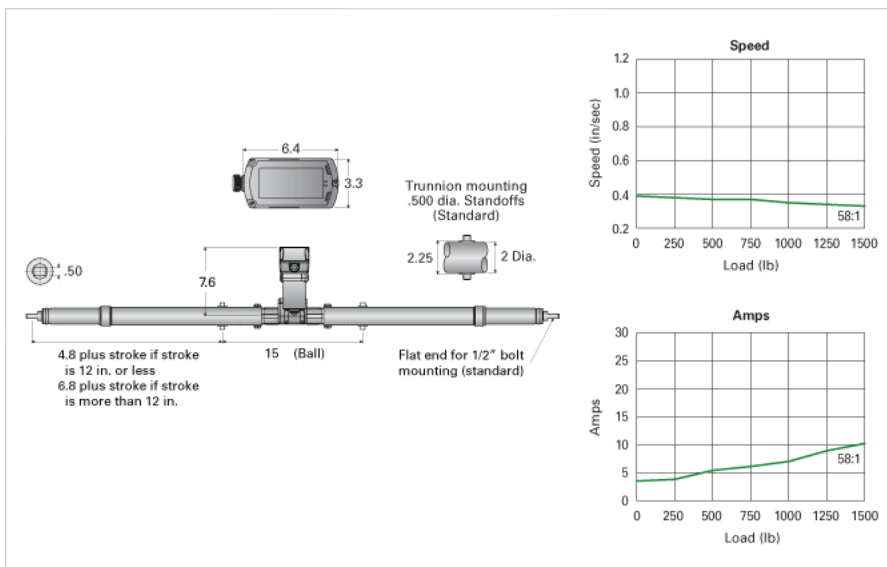 6.4
3.3
Trunnion mounting
.500 dia. Standoffs
(Standard)
2.25
2 Dia.
.50
7.6
15 (Ball)
4.8 plus stroke if stroke
is 12 in. or less
6.8 plus stroke if stroke
is more than 12 in.
Flat end for 1/2" bolt
mounting (standard)
Speed
Speed (in/sec)
1.2
1.0
0.8
0.6
0.4
0.2
58:1
0 250 500 750 1000 1250 1500
Load (lb)
Amps
Amps
30
25
20
15
10
5
0
58:1
0 250 500 750 1000 1250 1500
Load (lb)